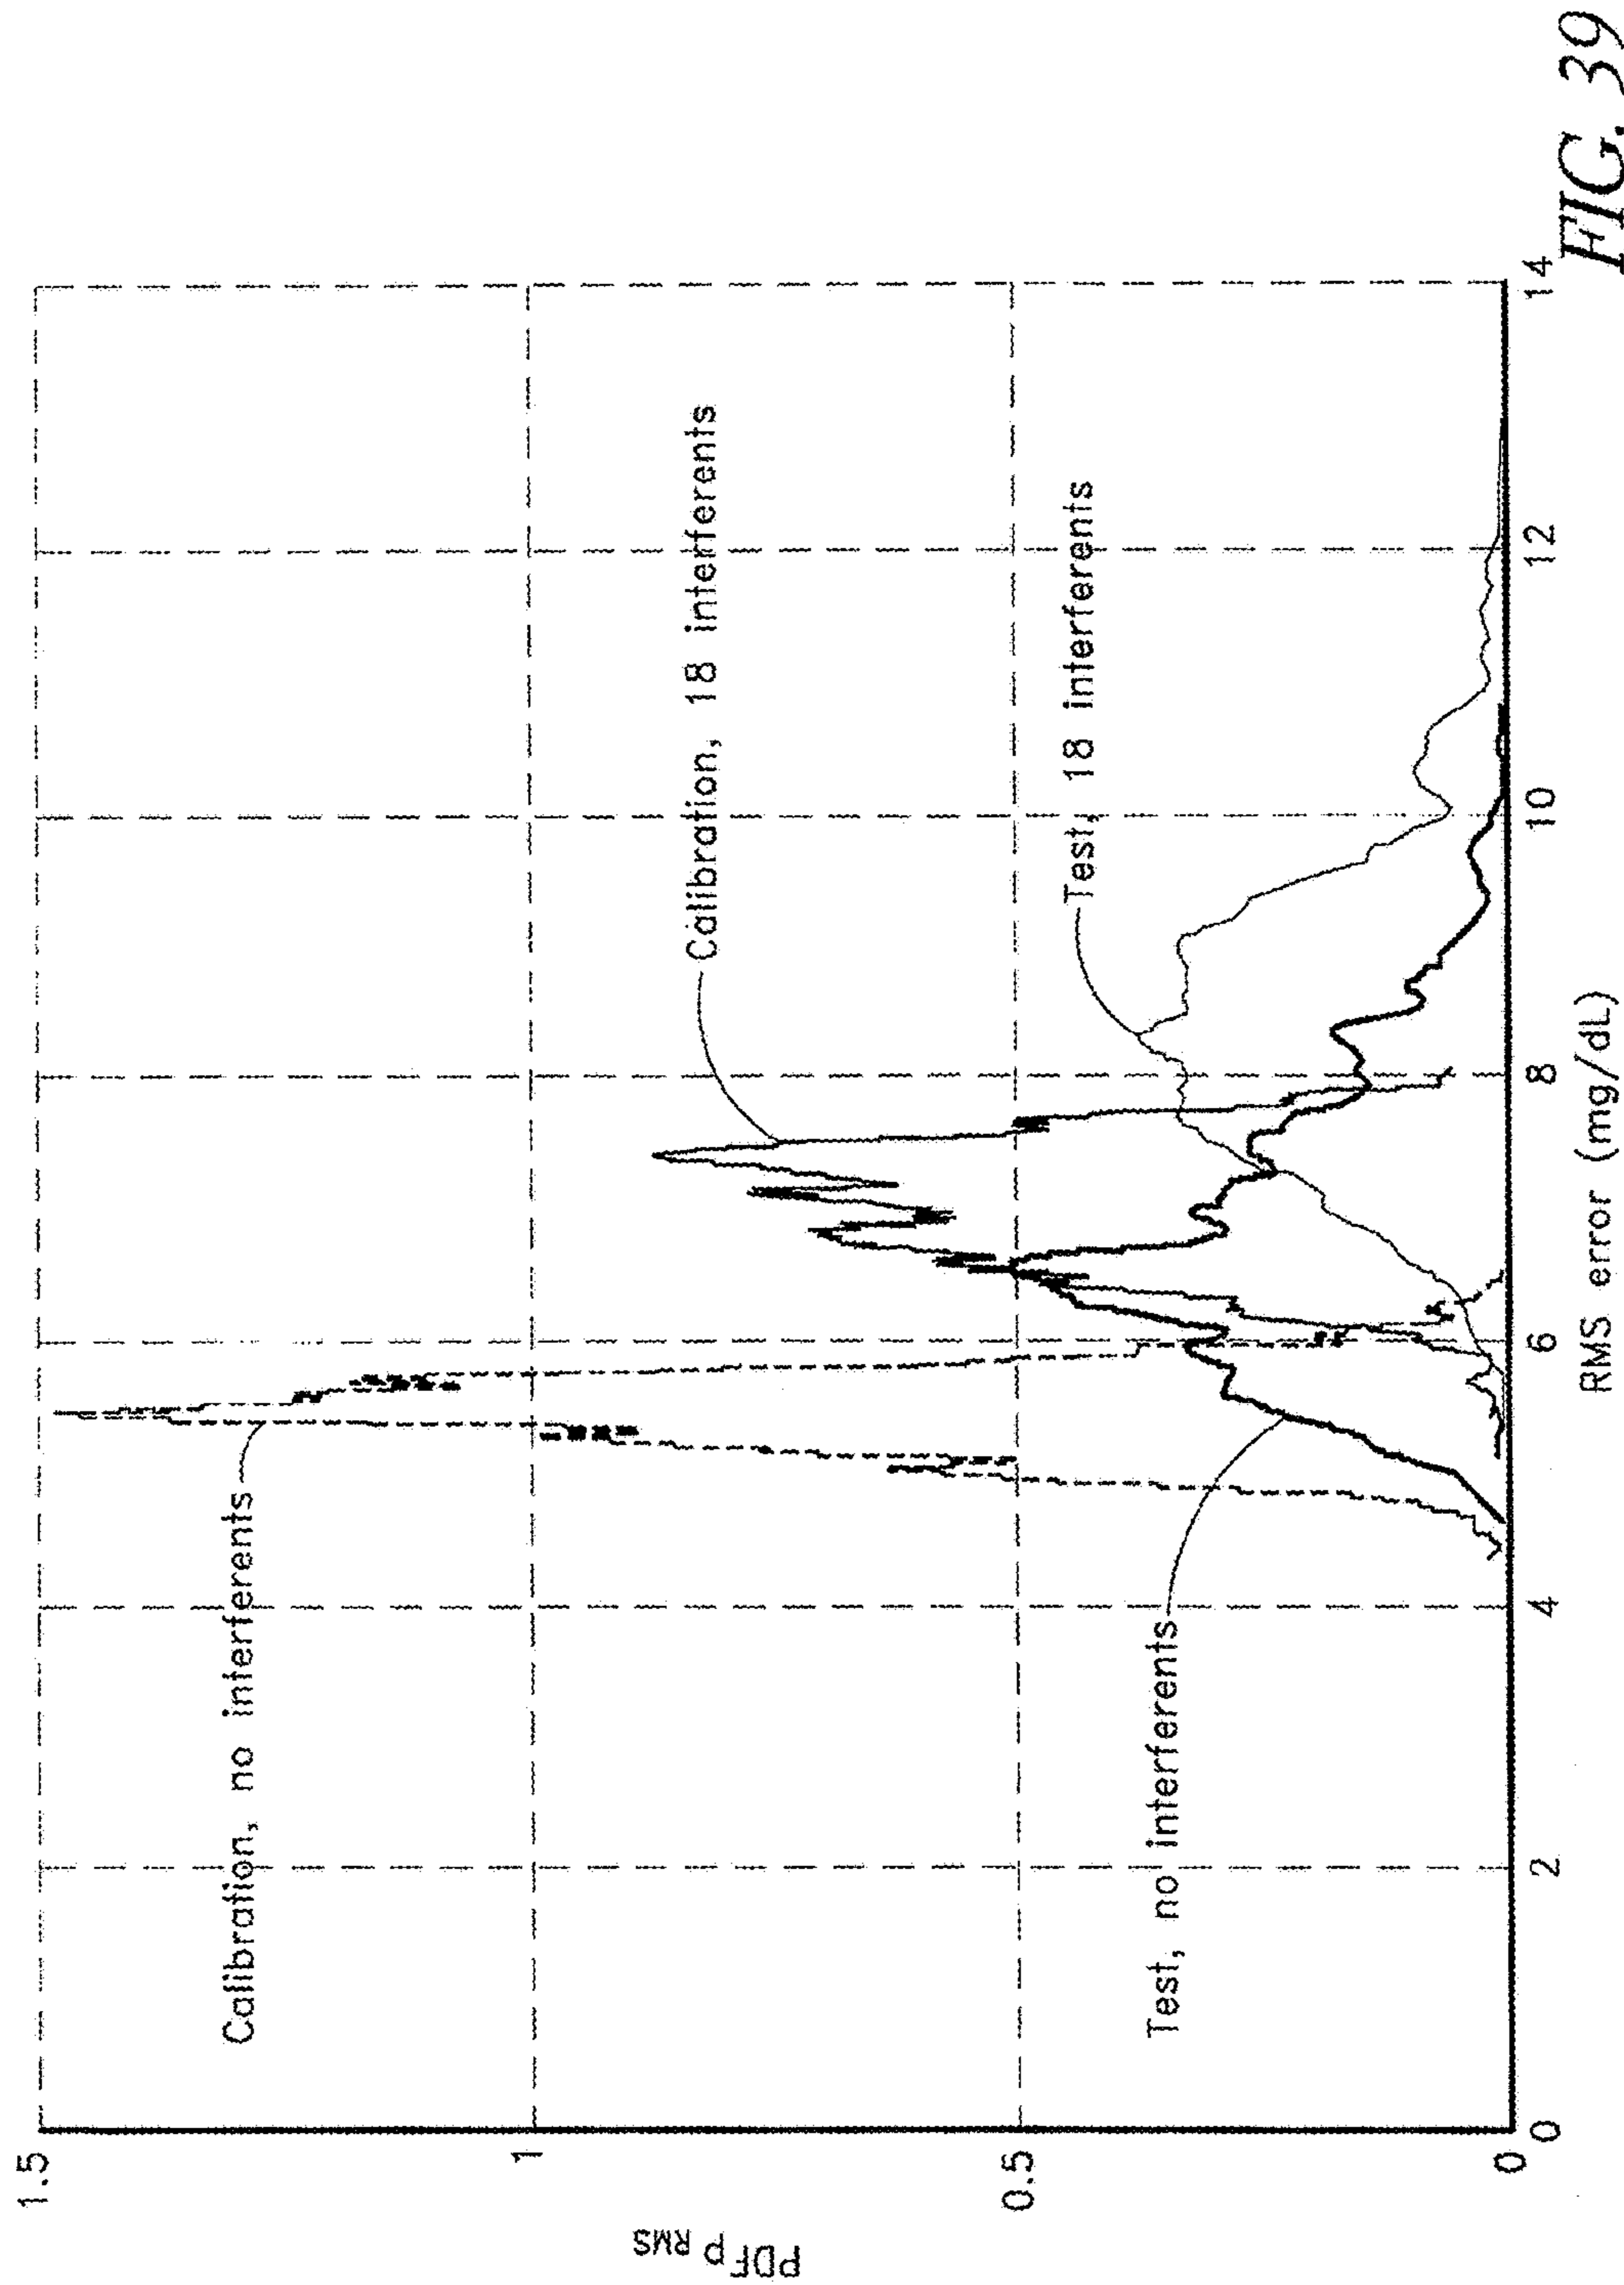 1.5
1
0.5
0
PDFp RMS
Calibration, no interferents
Calibration, 18 interferents
Test, 18 interferents
Test, no interferents
0
2
4
6
8
10
12
14
RMS error (mg/dL)
FIG. 39